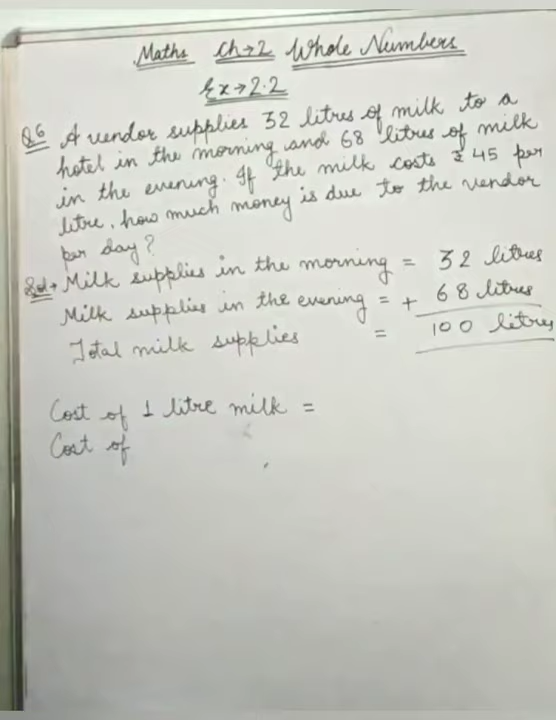 Maths Ch→2 Whole Numbers
Ex→2.2
Q6 A vendor supplies 32 litres of milk to a
hotel in the morning and 68 litres of milk
in the evening. If the milk costs ₹45 per
litre, how much money is due to the vendor
per day?
Sol→ Milk supplies in the morning = 32 litres
Milk supplies in the evening = + 68 litres
Total milk supplies = 100 litres
Cost of 1 litre milk =
Cost of